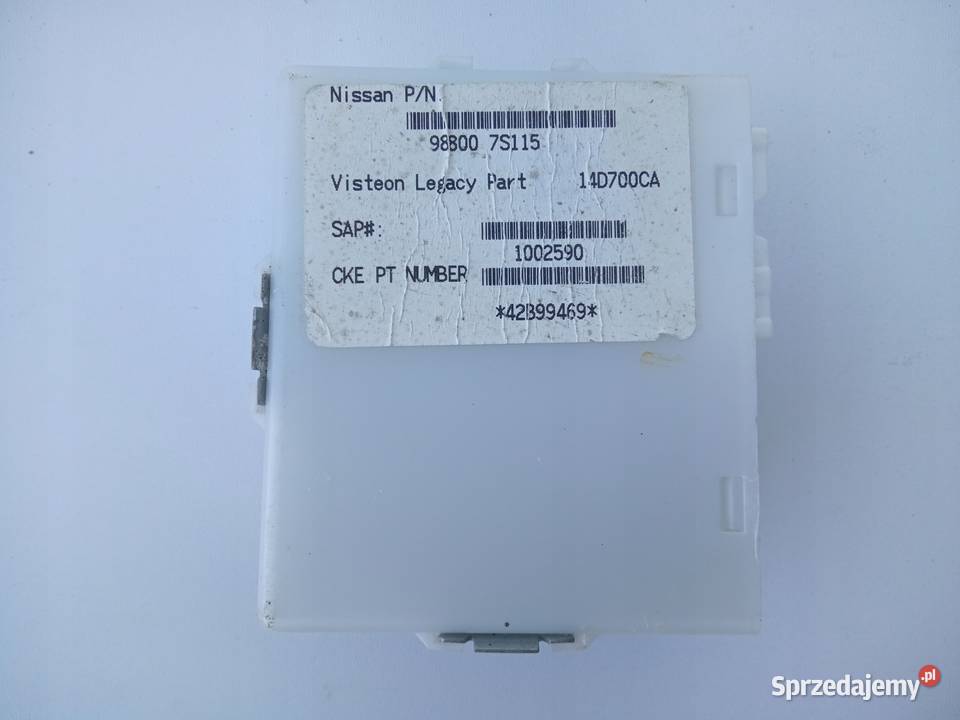 Nissan P/N.
98800 7S115
Visteon Legacy Part 14D700CA
SAP#:
1002590
CKE PT NUMBER
*42399469*
Sprzedajemy.pl